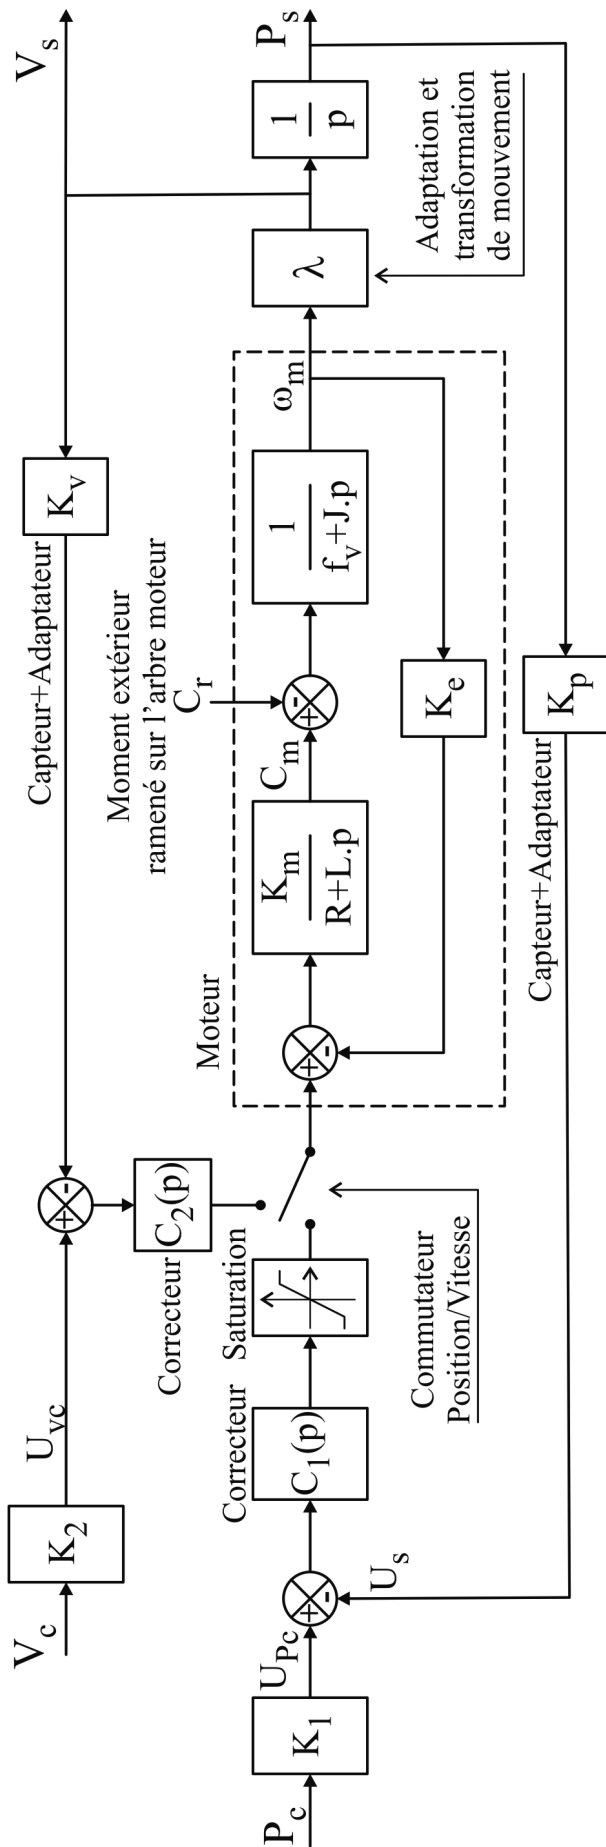 V_c
K_2
U_vc
Correcteur
C_2(p)
Capteur+Adaptateur
K_v
V_s
Moment extérieur
ramené sur l'arbre moteur
C_r
P_c
K_1
U_Pc
+
-
U_s
Correcteur
C_1(p)
Saturation
+
-
Commutateur
Position/Vitesse
Moteur
+
-
K_m
R+L.p
C_m
+
-
1
f_v+J.p
ω_m
K_e
λ
Adaptation et
transformation
de mouvement
1
p
P_s
Capteur+Adaptateur
K_p